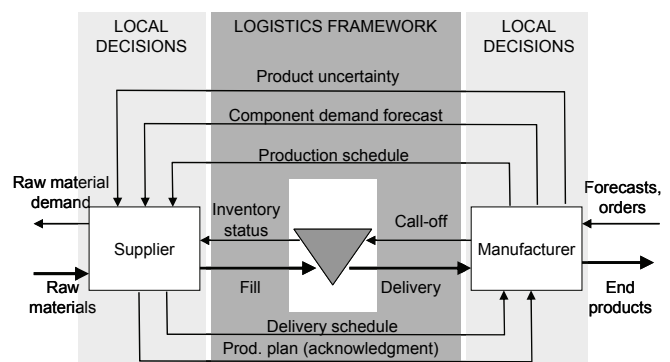 LOCAL
DECISIONS
LOGISTICS FRAMEWORK
LOCAL
DECISIONS
Product uncertainty
Component demand forecast
Production schedule
Raw material
demand
Inventory
status
Call-off
Forecasts,
orders
Supplier
Manufacturer
Raw
materials
Fill
Delivery
End
products
Delivery schedule
Prod. plan (acknowledgment)